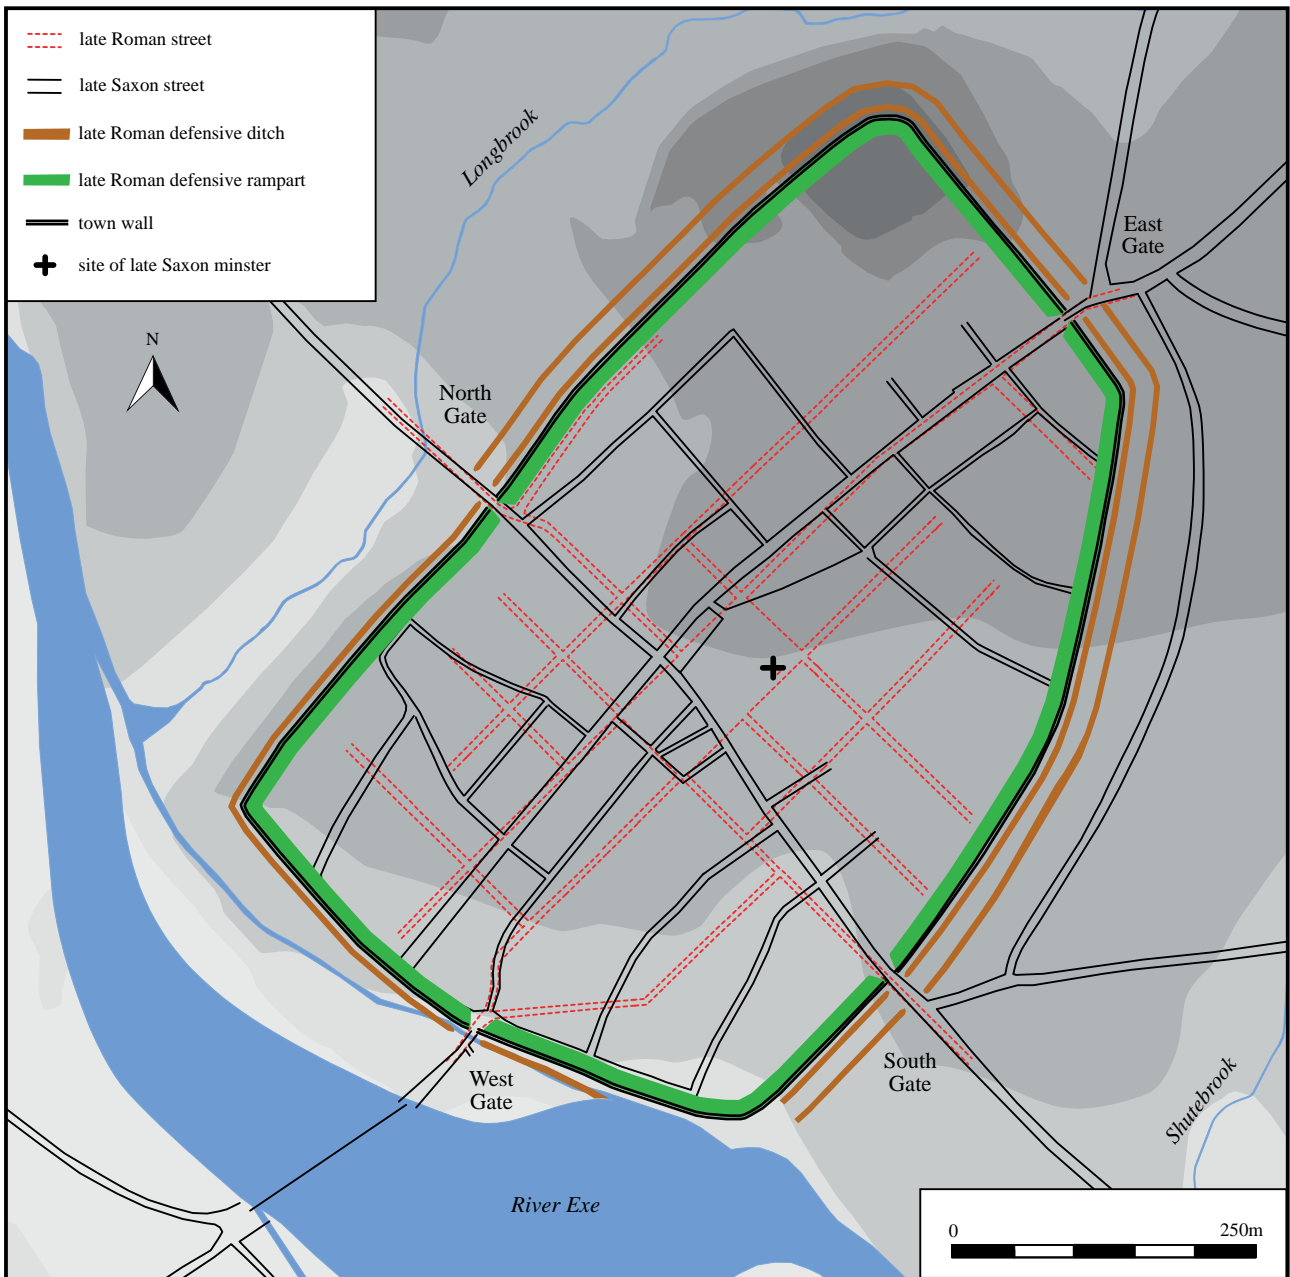 late Roman street
late Saxon street
late Roman defensive ditch
late Roman defensive rampart
town wall
site of late Saxon minster
Longbrook
East
Gate
N
North
Gate
West
Gate
South
Gate
Shutebrook
River Exe
0 250m